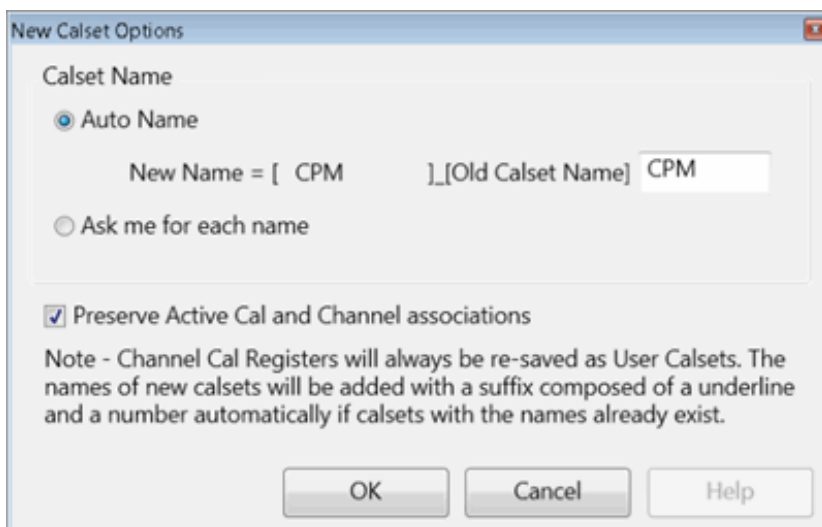 New Calset Options
Calset Name
Auto Name
New Name = [ CPM ]_[Old Calset Name] CPM
Ask me for each name
Preserve Active Cal and Channel associations
Note - Channel Cal Registers will always be re-saved as User Calsets. The
names of new calsets will be added with a suffix composed of a underline
and a number automatically if calsets with the names already exist.
OK Cancel Help